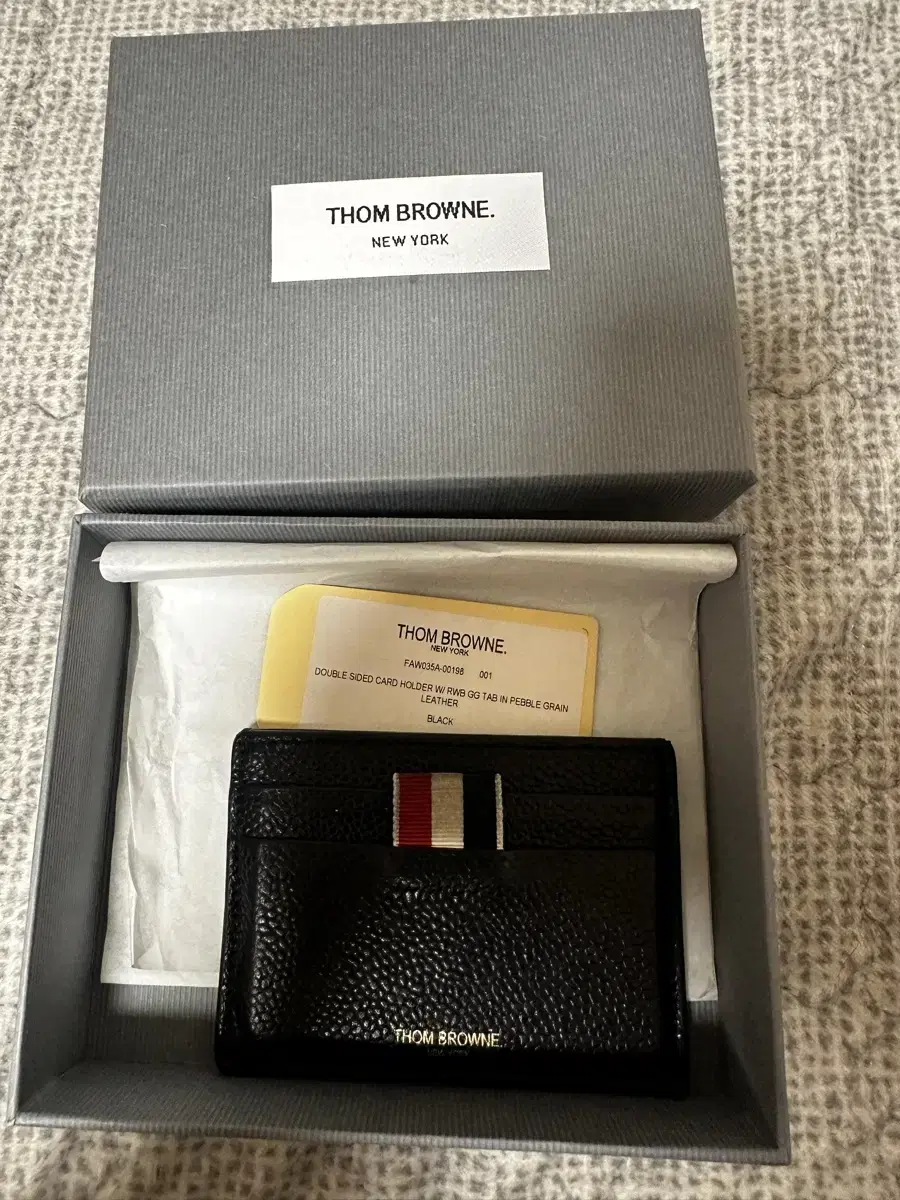 THOM BROWNE.
NEW YORK
THOM BROWNE.
NEW YORK
FAW035A-00198 001
DOUBLE SIDED CARD HOLDER W/ RWB GG TAB IN PEBBLE GRAIN
LEATHER
BLACK
THOM BROWNE.